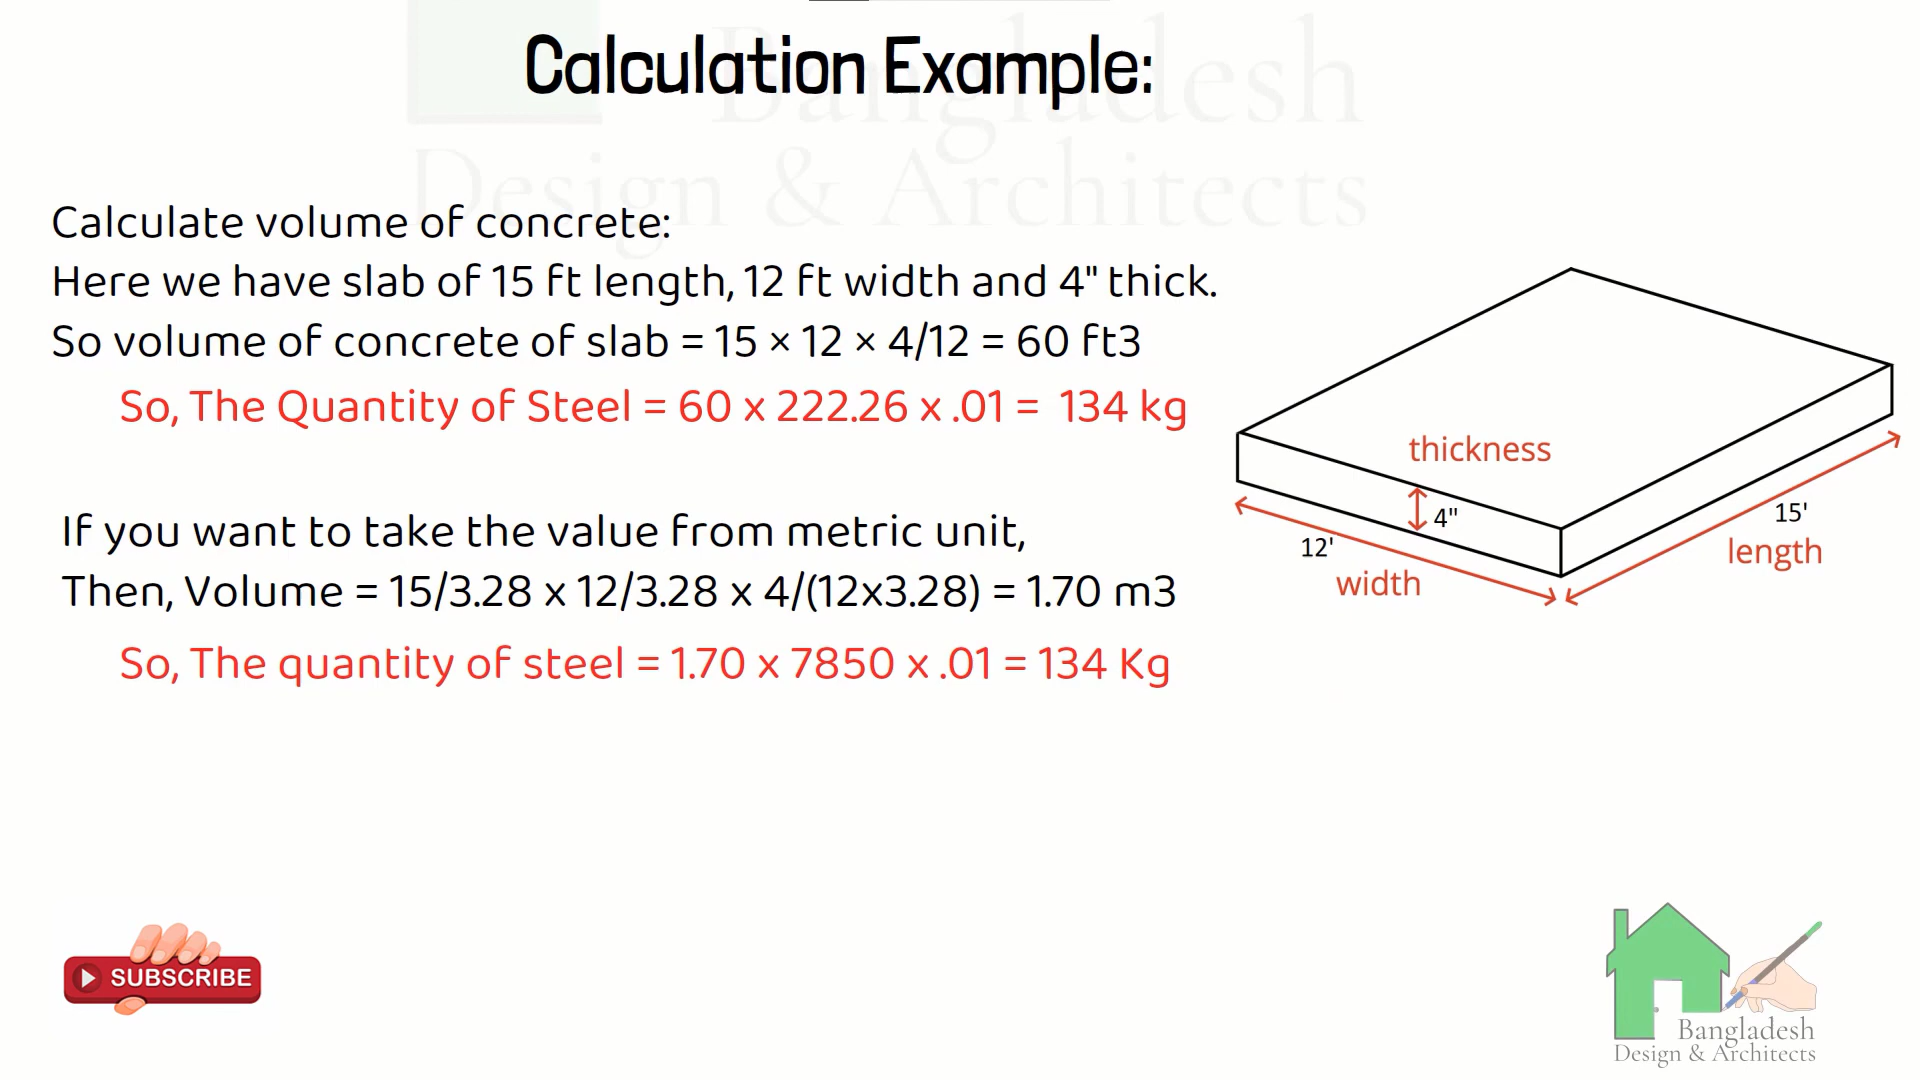 Calculation Example:
Bangladesh
Design & Architects
Calculate volume of concrete:
Here we have slab of 15 ft length, 12 ft width and 4" thick.
So volume of concrete of slab = 15 × 12 × 4/12 = 60 ft3
So, The Quantity of Steel = 60 x 222.26 x .01 = 134 kg
If you want to take the value from metric unit,
Then, Volume = 15/3.28 x 12/3.28 x 4/(12x3.28) = 1.70 m3
So, The quantity of steel = 1.70 x 7850 x .01 = 134 Kg
thickness
4"
12'
width
15'
length
SUBSCRIBE
Bangladesh
Design & Architects